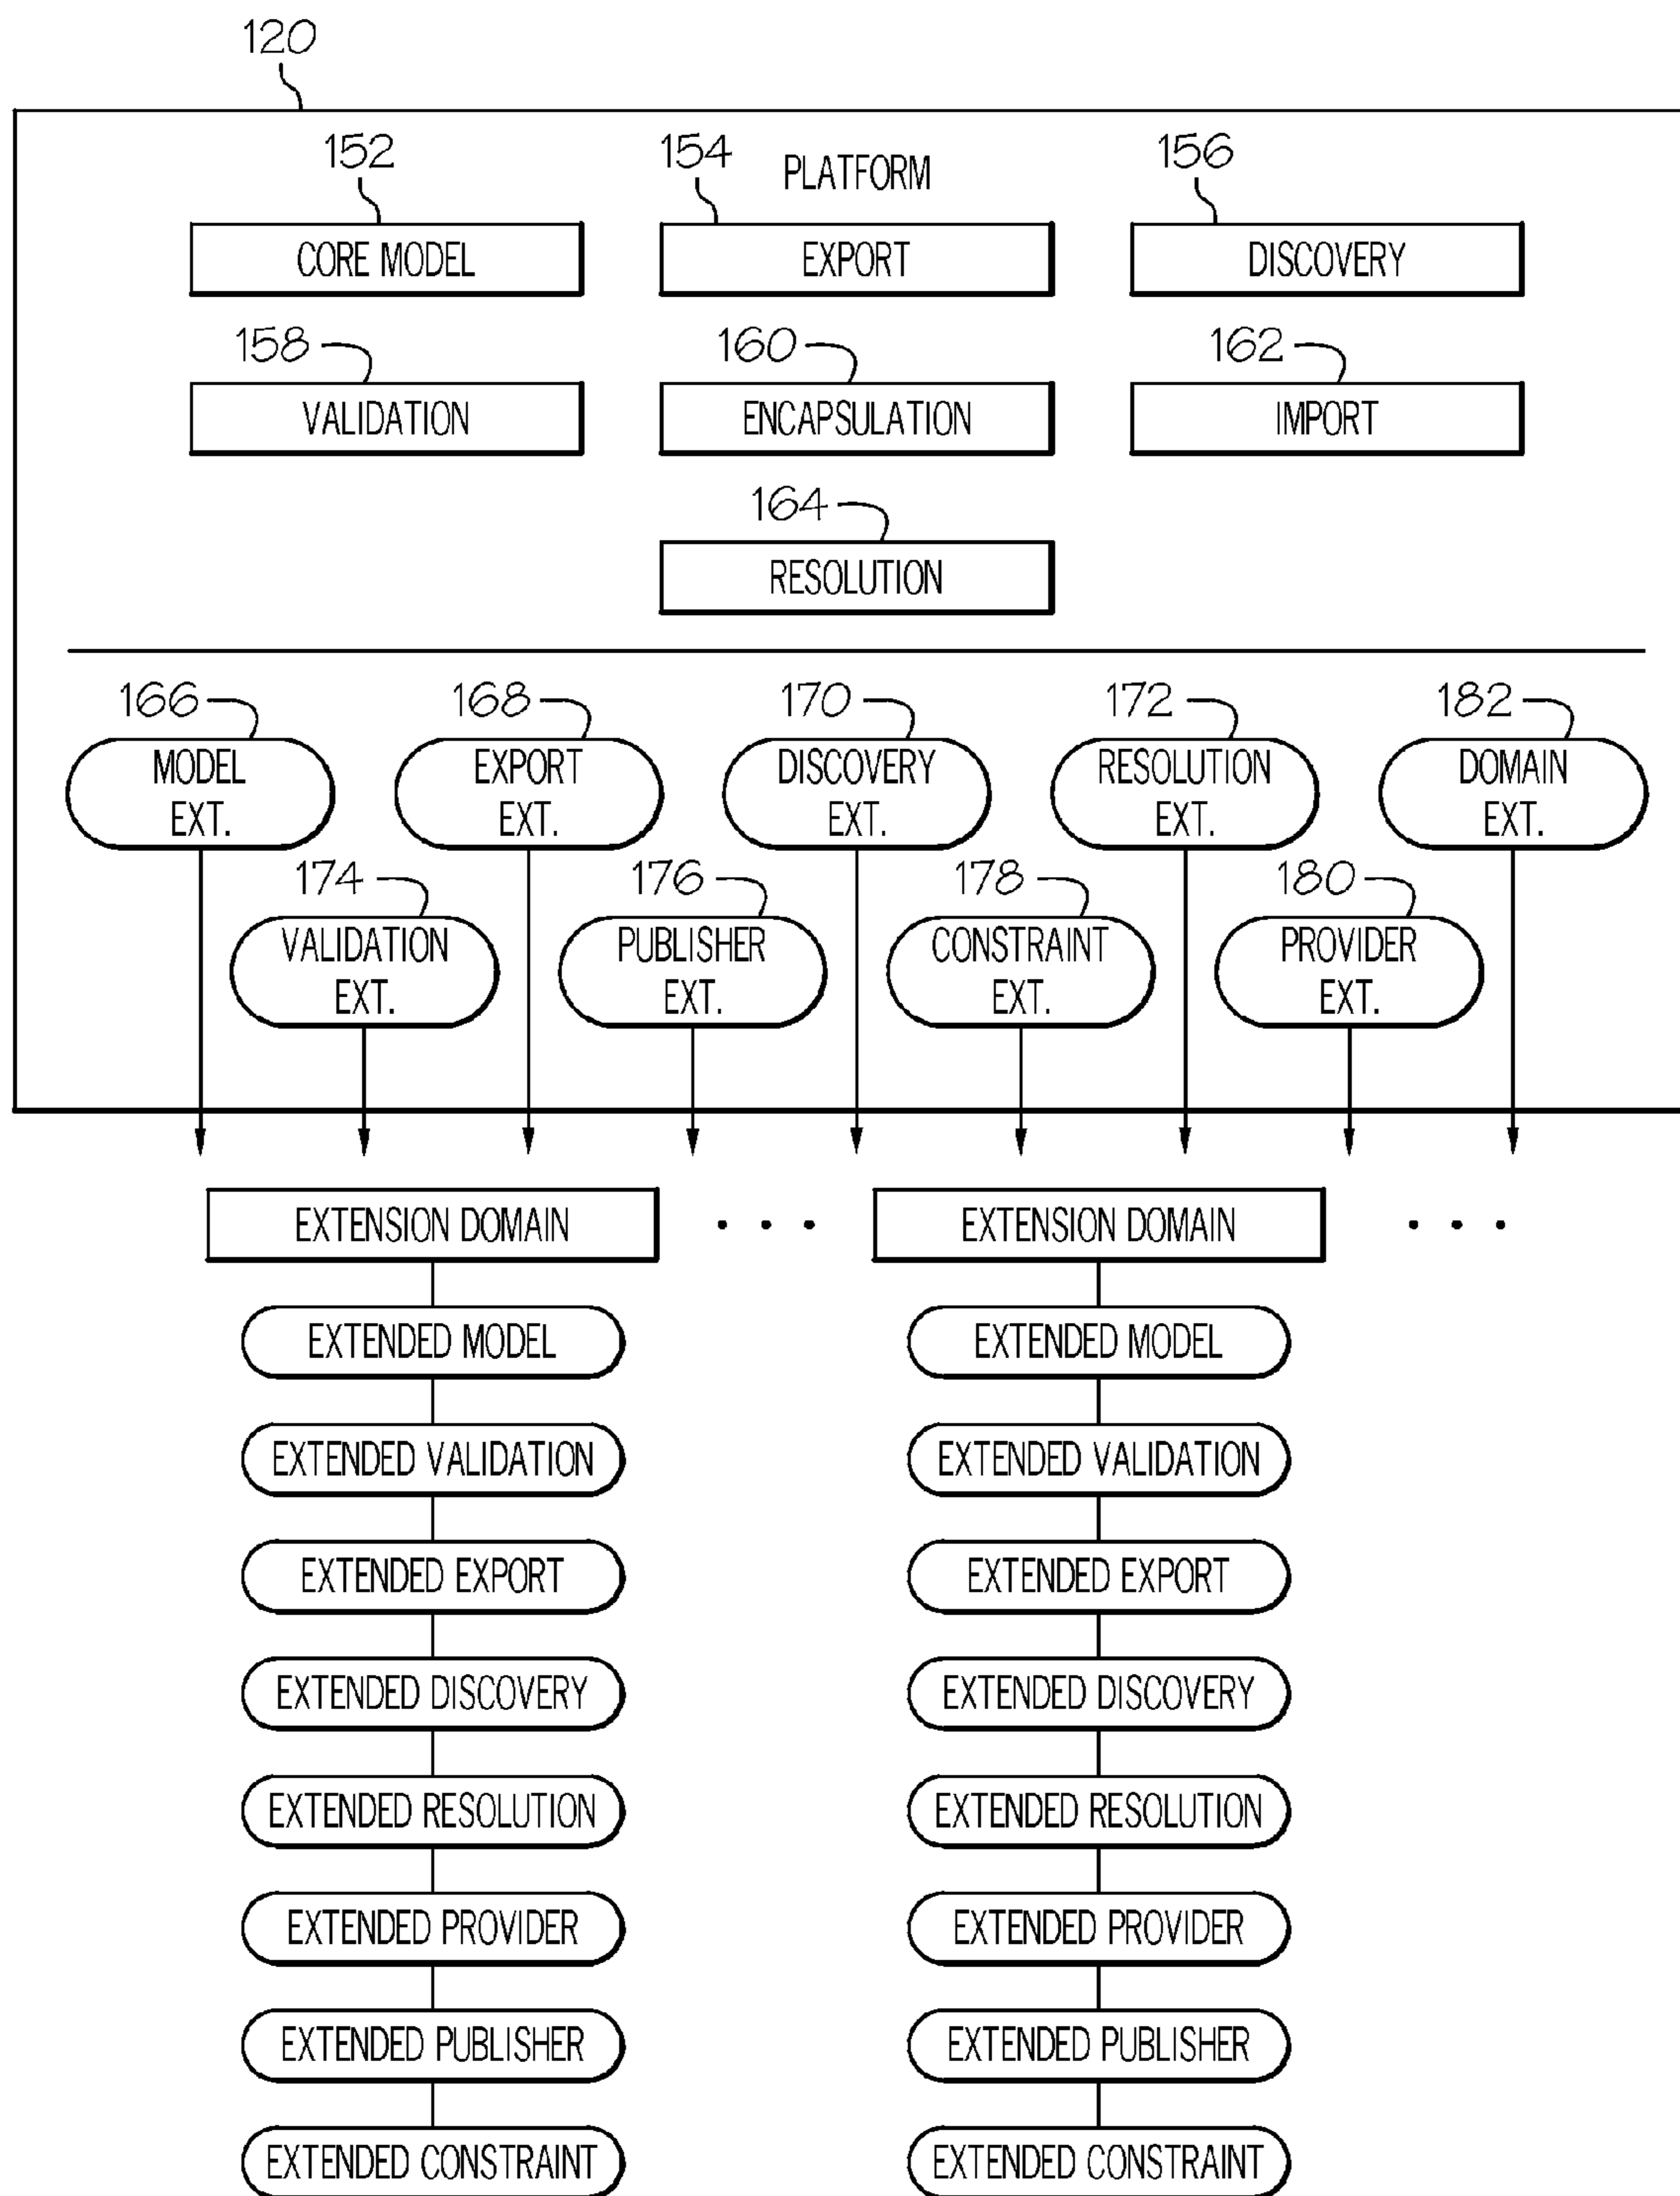 120
152
154
PLATFORM
156
CORE MODEL
EXPORT
DISCOVERY
158
160
162
VALIDATION
ENCAPSULATION
IMPORT
164
RESOLUTION
166
168
170
172
182
MODEL
EXT.
EXPORT
EXT.
DISCOVERY
EXT.
RESOLUTION
EXT.
DOMAIN
EXT.
174
176
178
180
VALIDATION
EXT.
PUBLISHER
EXT.
CONSTRAINT
EXT.
PROVIDER
EXT.
EXTENSION DOMAIN
. . .
EXTENSION DOMAIN
. . .
EXTENDED MODEL
EXTENDED MODEL
EXTENDED VALIDATION
EXTENDED VALIDATION
EXTENDED EXPORT
EXTENDED EXPORT
EXTENDED DISCOVERY
EXTENDED DISCOVERY
EXTENDED RESOLUTION
EXTENDED RESOLUTION
EXTENDED PROVIDER
EXTENDED PROVIDER
EXTENDED PUBLISHER
EXTENDED PUBLISHER
EXTENDED CONSTRAINT
EXTENDED CONSTRAINT